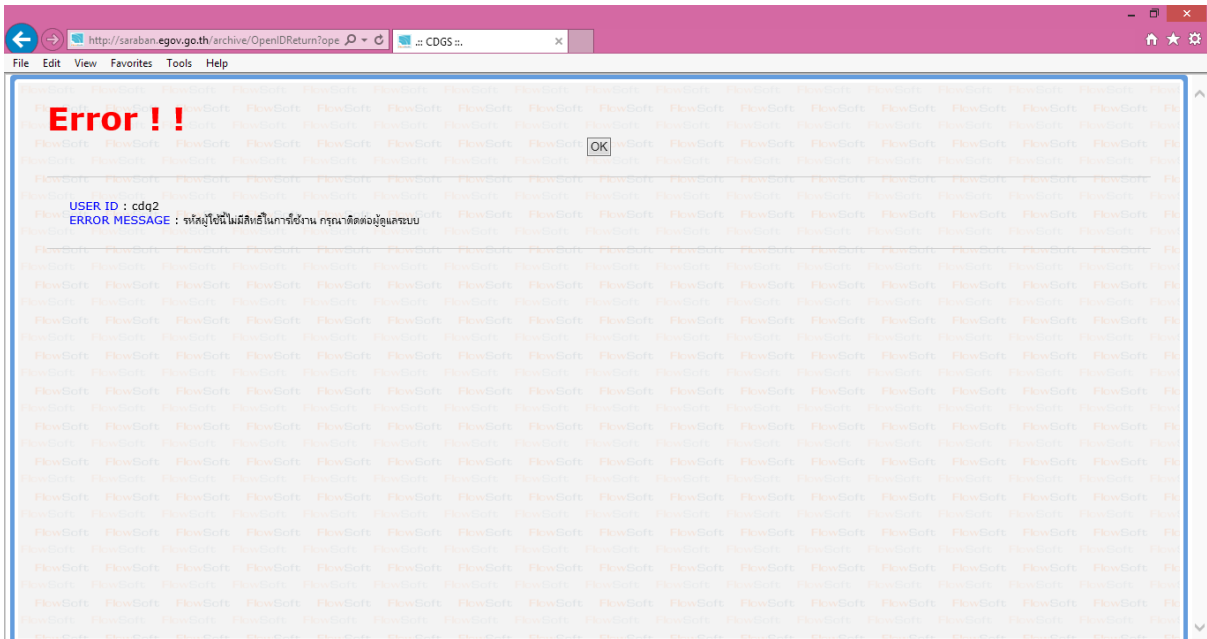 http://saraban.egov.go.th/archive/OpenIDReturn?ope
.:: CDGS ::.
File Edit View Favorites Tools Help
Error ! !
OK
USER ID : cdq2
ERROR MESSAGE : รหัสผู้ใช้นี้ไม่มีสิทธิ์ในการใช้งาน กรุณาติดต่อผู้ดูแลระบบ
FlowSoft